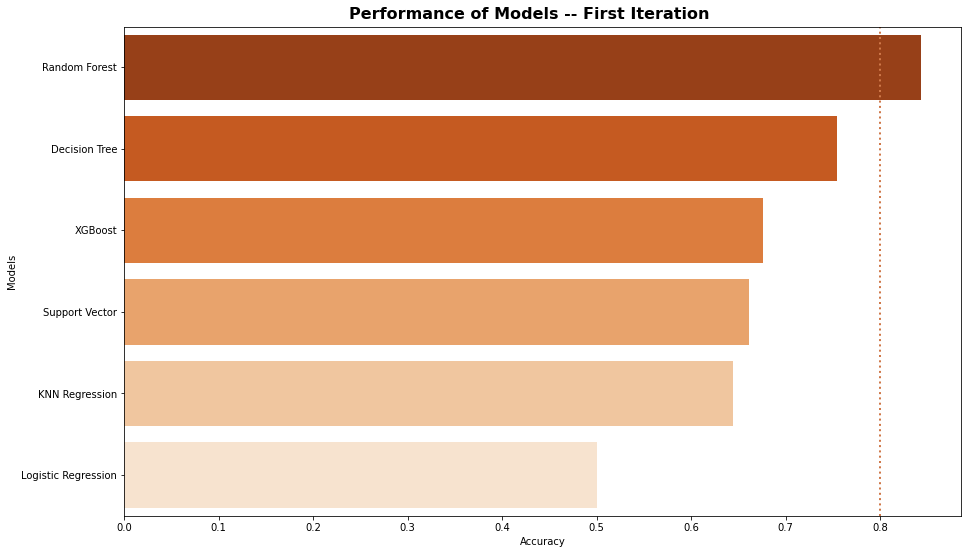 Performance of Models -- First Iteration
Random Forest
Decision Tree
XGBoost
Support Vector
KNN Regression
Logistic Regression
Models
0.0 0.1 0.2 0.3 0.4 0.5 0.6 0.7 0.8
Accuracy